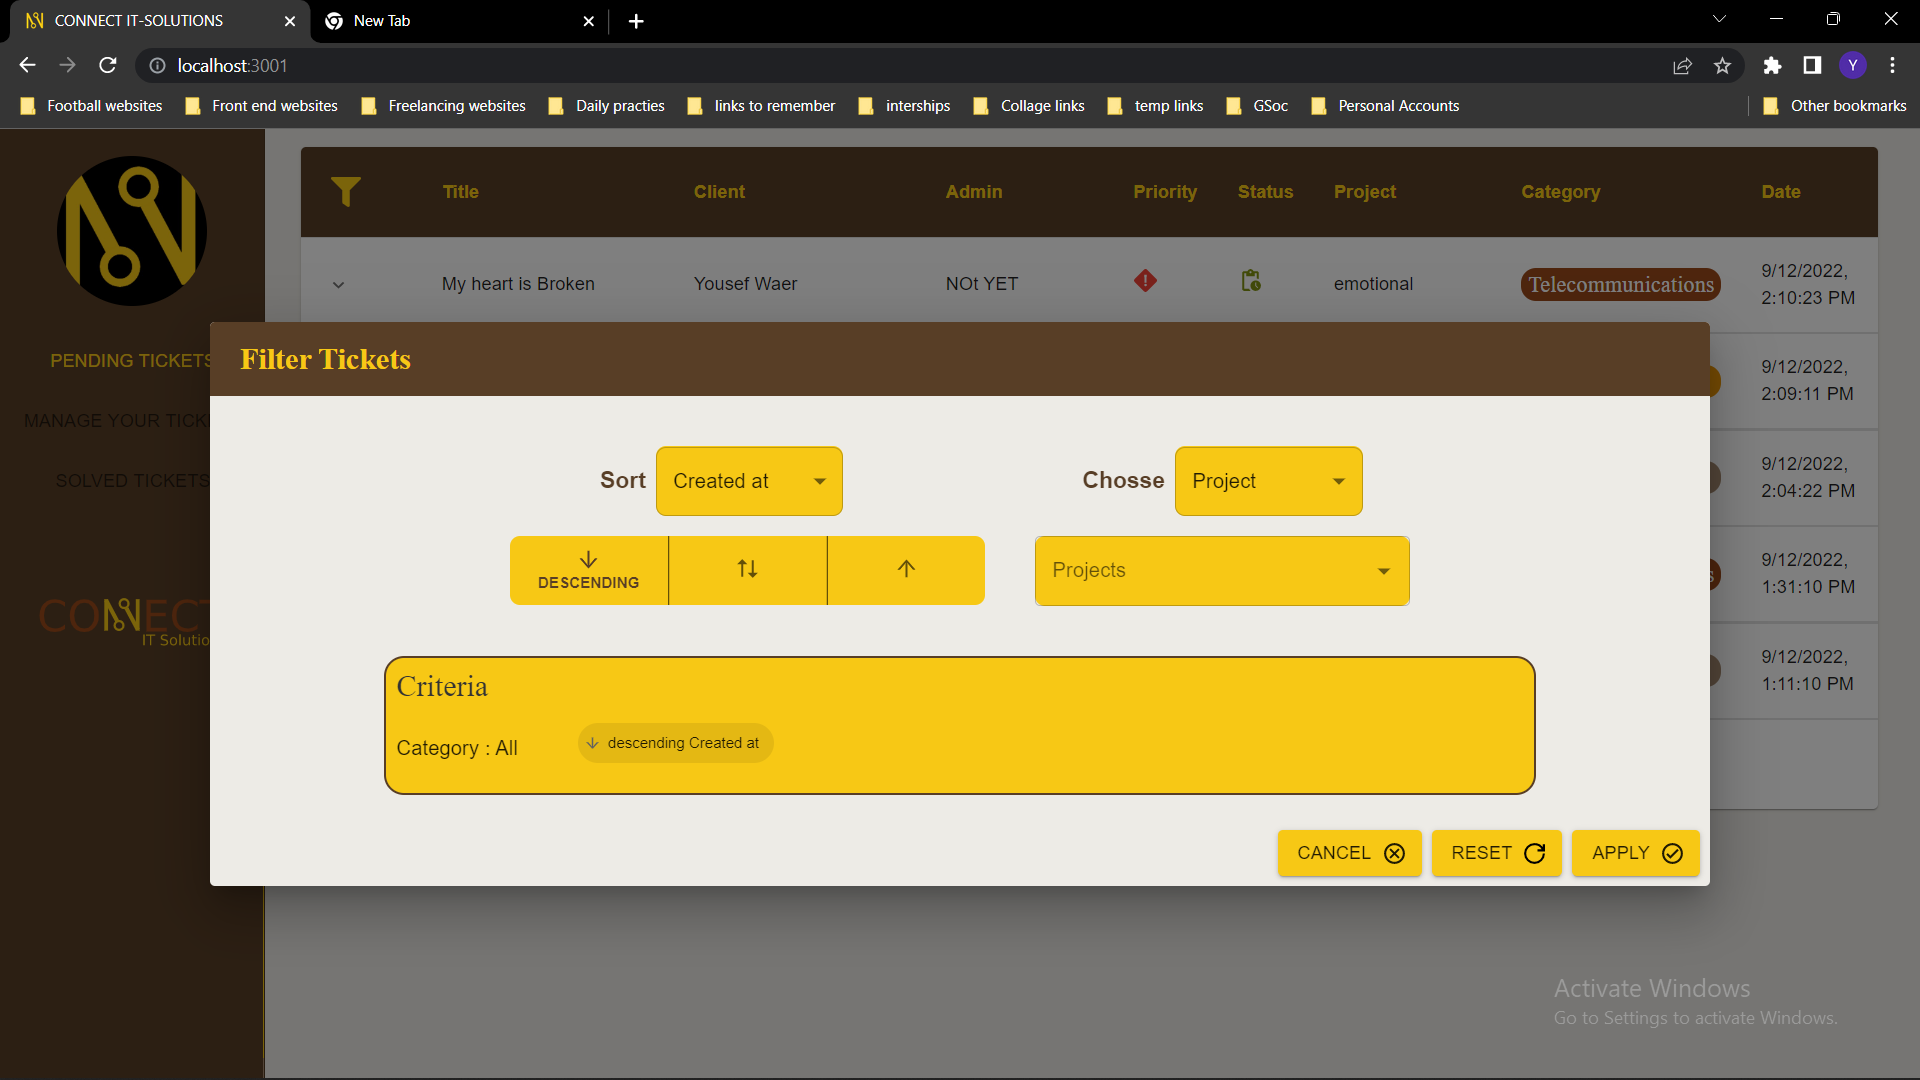 CONNECT IT-SOLUTIONS
New Tab
localhost:3001
Y
Football websites
Front end websites
Freelancing websites
Daily practies
links to remember
interships
Collage links
temp links
GSoc
Personal Accounts
Other bookmarks
Title Client Admin Priority Status Project Category Date
My heart is Broken Yousef Waer NOt YET emotional Telecommunications 9/12/2022,
2:10:23 PM
PENDING TICKETS
MANAGE YOUR TICK
SOLVED TICKETS
CONNECT
IT Solutio
9/12/2022,
2:09:11 PM
9/12/2022,
2:04:22 PM
9/12/2022,
1:31:10 PM
9/12/2022,
1:11:10 PM
Filter Tickets
Sort Created at
Chosse Project
DESCENDING
Projects
Criteria
Category : All
descending Created at
CANCEL
RESET
APPLY
Activate Windows
Go to Settings to activate Windows.